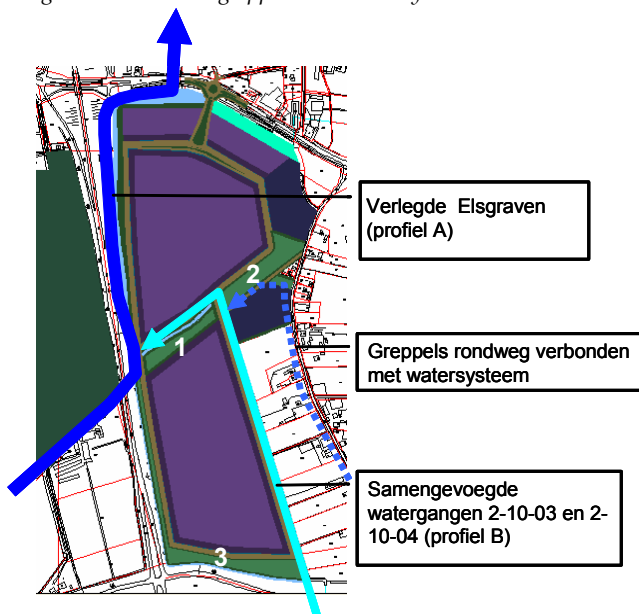 Verlegde Elsgraven
(profiel A)
2
1
Greppels rondweg verbonden
met watersysteem
Samengevoegde
watergangen 2-10-03 en 2-
10-04 (profiel B)
3